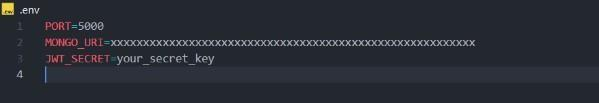 .env
1 PORT=5000
2 MONGO_URI=xxxxxxxxxxxxxxxxxxxxxxxxxxxxxxxxxxxxxxxxxxxxxxxxxxxxxxxx
3 JWT_SECRET=your_secret_key
4